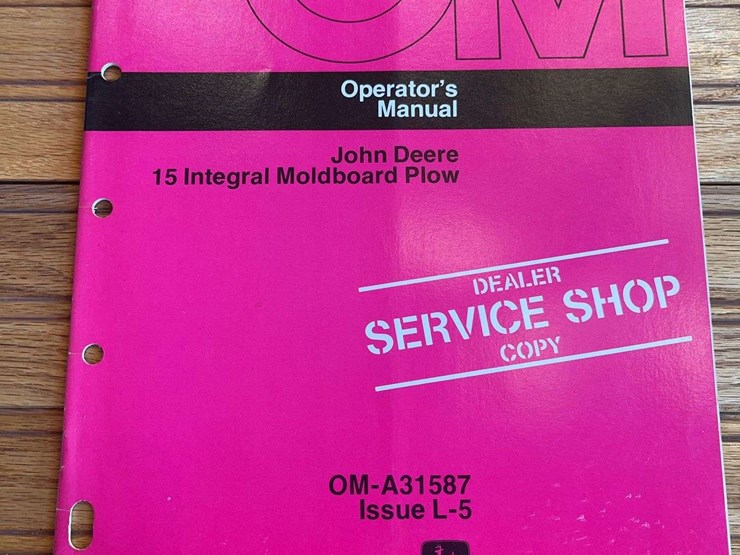 OM
Operator's
Manual
John Deere
15 Integral Moldboard Plow
DEALER
SERVICE SHOP
COPY
OM-A31587
Issue L-5